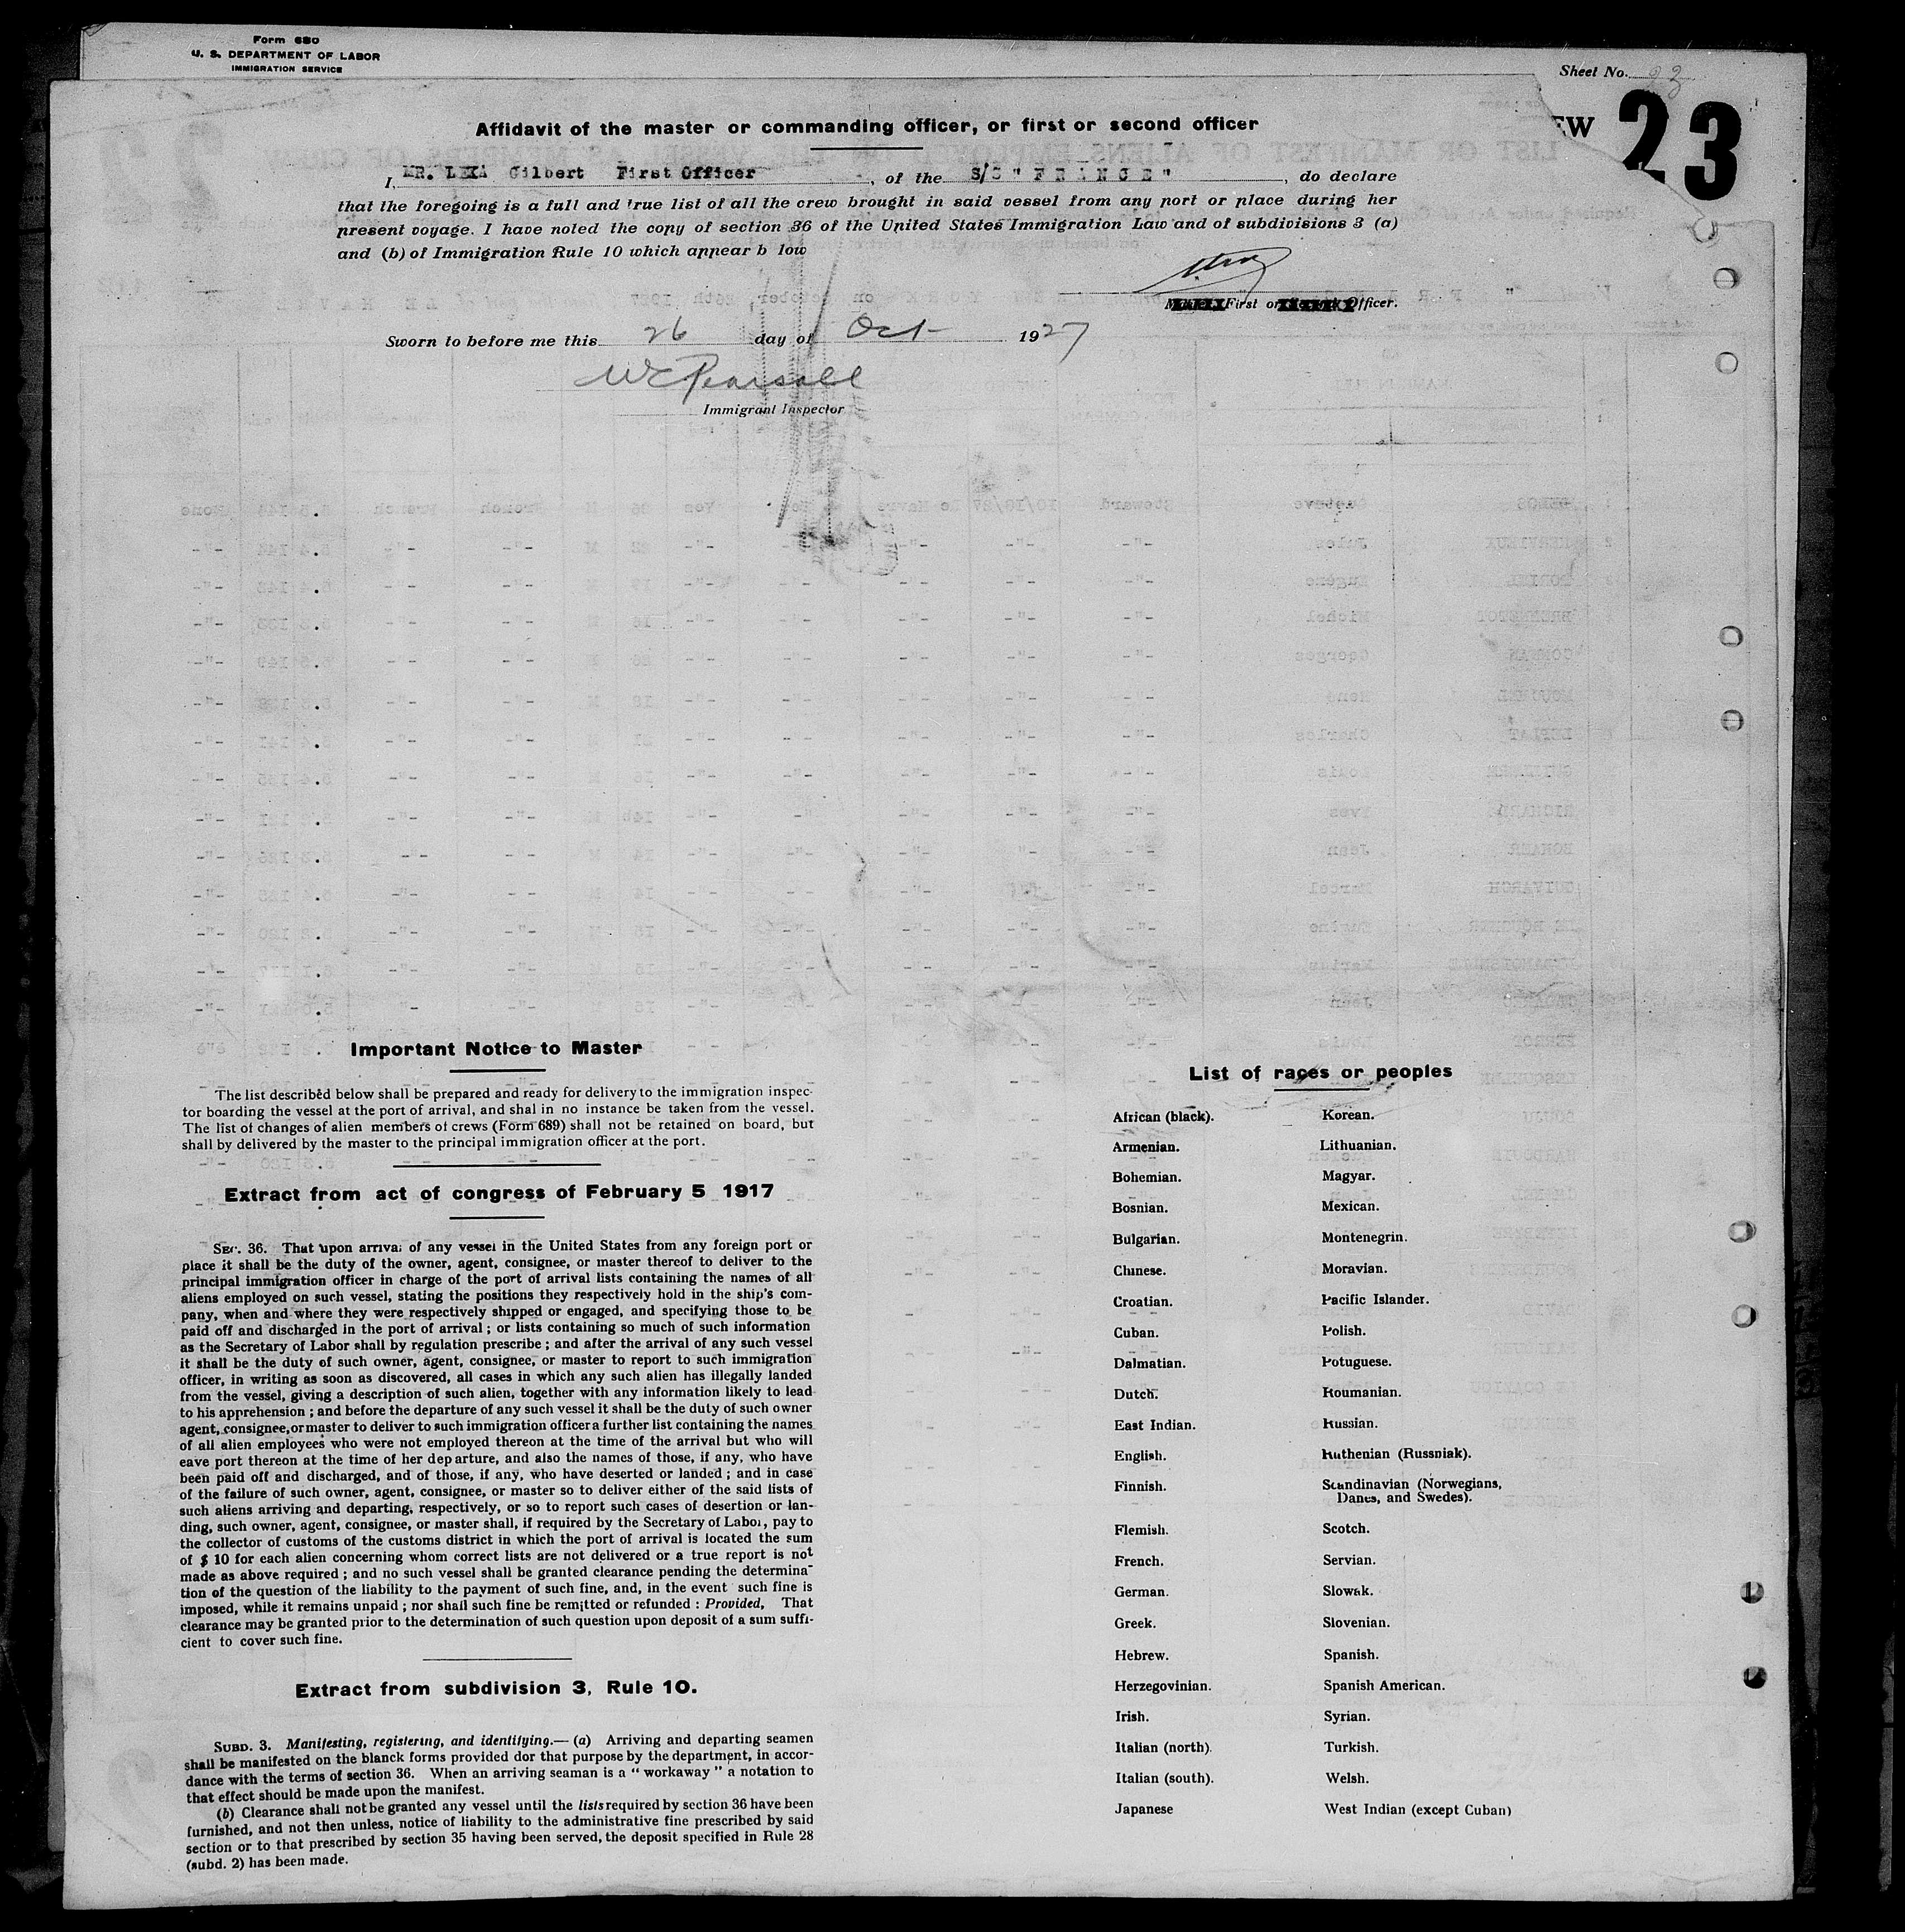 Form 680
U. S. DEPARTMENT OF LABOR
IMMIGRATION SERVICE
Sheet No. 23
EW 23
Affidavit of the master or commanding officer, or first or second officer
I, MR. LEXA Gilbert First Officer, of the S/S " F R A N C E ", do declare
that the foregoing is a full and true list of all the crew brought in said vessel from any port or place during her
present voyage. I have noted the copy of section 36 of the United States Immigration Law and of subdivisions 3 (a)
and (b) of Immigration Rule 10 which appear b low
First or Officer.
Sworn to before me this 26 day of Oct 1927
W E Pearsall
Immigrant Inspector
Important Notice to Master
The list described below shall be prepared and ready for delivery to the immigration inspec-
tor boarding the vessel at the port of arrival, and shal in no instance be taken from the vessel.
The list of changes of alien members of crews (Form 689) shall not be retained on board, but
shall by delivered by the master to the principal immigration officer at the port.
Extract from act of congress of February 5 1917
SEC. 36. That upon arrival of any vessel in the United States from any foreign port or
place it shall be the duty of the owner, agent, consignee, or master thereof to deliver to the
principal immigration officer in charge of the port of arrival lists containing the names of all
aliens employed on such vessel, stating the positions they respectively hold in the ship's com-
pany, when and where they were respectively shipped or engaged, and specifying those to be
paid off and discharged in the port of arrival ; or lists containing so much of such information
as the Secretary of Labor shall by regulation prescribe ; and after the arrival of any such vessel
it shall be the duty of such owner, agent, consignee, or master to report to such immigration
officer, in writing as soon as discovered, all cases in which any such alien has illegally landed
from the vessel, giving a description of such alien, together with any information likely to lead
to his apprehension ; and before the departure of any such vessel it shall be the duty of such owner
agent, consignee, or master to deliver to such immigration officer a further list containing the names
of all alien employees who were not employed thereon at the time of the arrival but who will
eave port thereon at the time of her departure, and also the names of those, if any, who have
been paid off and discharged, and of those, if any, who have deserted or landed ; and in case
of the failure of such owner, agent, consignee, or master so to deliver either of the said lists of
such aliens arriving and departing, respectively, or so to report such cases of desertion or lan-
ding, such owner, agent, consignee, or master shall, if required by the Secretary of Labor, pay to
the collector of customs of the customs district in which the port of arrival is located the sum
of $ 10 for each alien concerning whom correct lists are not delivered or a true report is not
made as above required ; and no such vessel shall be granted clearance pending the determina-
tion of the question of the liability to the payment of such fine, and, in the event such fine is
imposed, while it remains unpaid ; nor shall such fine be remitted or refunded : Provided, That
clearance may be granted prior to the determination of such question upon deposit of a sum suffi-
cient to cover such fine.
Extract from subdivision 3, Rule 10.
SUBD. 3. Manifesting, registering, and identifying.— (a) Arriving and departing seamen
shall be manifested on the blanck forms provided dor that purpose by the department, in accor-
dance with the terms of section 36. When an arriving seaman is a “ workaway ” a notation to
that effect should be made upon the manifest.
(b) Clearance shall not be granted any vessel until the lists required by section 36 have been
furnished, and not then unless, notice of liability to the administrative fine prescribed by said
section or to that prescribed by section 35 having been served, the deposit specified in Rule 28
(subd. 2) has been made.
List of races or peoples
African (black). Korean.
Armenian. Lithuanian.
Bohemian. Magyar.
Bosnian. Mexican.
Bulgarian. Montenegrin.
Chinese. Moravian.
Croatian. Pacific Islander.
Cuban. Polish.
Dalmatian. Potuguese.
Dutch. Roumanian.
East Indian. Russian.
English. Ruthenian (Russniak).
Finnish. Scandinavian (Norwegians,
Danes, and Swedes).
Flemish. Scotch.
French. Servian.
German. Slowak.
Greek. Slovenian.
Hebrew. Spanish.
Herzegovinian. Spanish American.
Irish. Syrian.
Italian (north). Turkish.
Italian (south). Welsh.
Japanese West Indian (except Cuban)